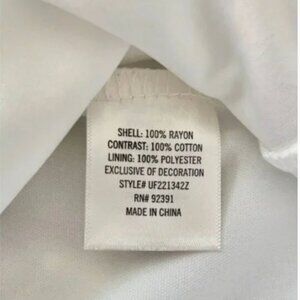 SHELL: 100% RAYON
CONTRAST: 100% COTTON
LINING: 100% POLYESTER
EXCLUSIVE OF DECORATION
STYLE# UF221342Z
RN# 92391
MADE IN CHINA